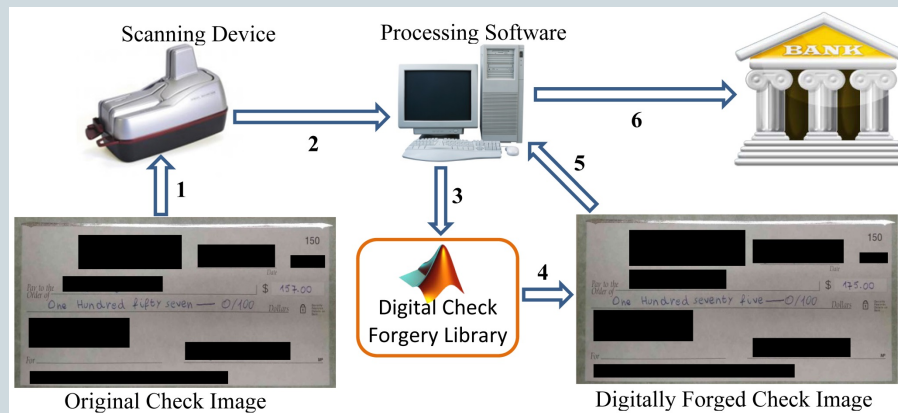 Scanning Device
Processing Software
BANK
1
2
3
4
5
6
150
Date
Pay to the
Order of
$ 157.00
One Hundred fifty seven — 0/100 Dollars
For
Original Check Image
Digital Check
Forgery Library
150
Date
Pay to the
Order of
$ 175.00
One Hundred seventy five — 0/100 Dollars
For
Digitally Forged Check Image